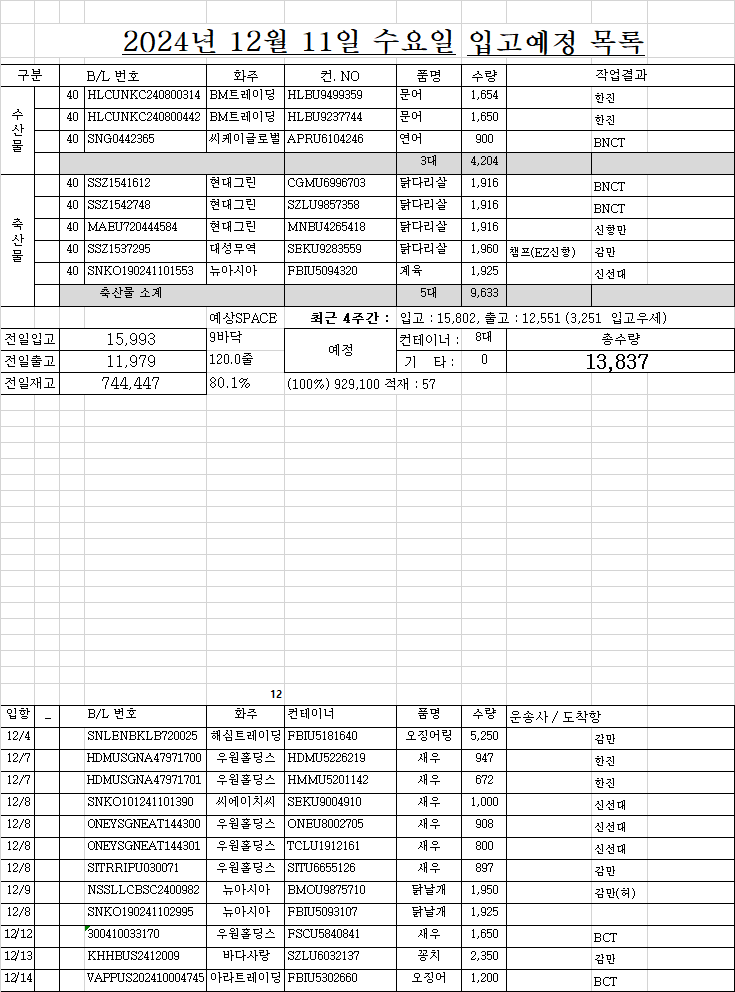 2024년 12월 11일 수요일 입고예정 목록
구분 B/L 번호 화주 컨. NO 품명 수량 작업결과
수산물
40 HLCUNKC240800314 BM트레이딩 HLBU9499359 문어 1,654 한진
40 HLCUNKC240800442 BM트레이딩 HLBU9237744 문어 1,650 한진
40 SNG0442365 씨케이글로벌 APRU6104246 연어 900 BNCT
3대 4,204
축산물
40 SSZ1541612 현대그린 CGMU6996703 닭다리살 1,916 BNCT
40 SSZ1542748 현대그린 SZLU9857358 닭다리살 1,916 BNCT
40 MAEU720444584 현대그린 MNBU4265418 닭다리살 1,916 신항만
40 SSZ1537295 대성무역 SEKU9283559 닭다리살 1,960 챔프(EZ신항) 감만
40 SNKO190241101553 뉴아시아 FBIU5094320 계육 1,925 신선대
축산물 소계 5대 9,633
예상SPACE 최근 4주간 : 입고 : 15,802, 출고 : 12,551 (3,251 입고우세)
전일입고 15,993 9바닥 예정 컨테이너 : 8대 총수량
전일출고 11,979 120.0줄 기 타 : 0 13,837
전일재고 744,447 80.1% (100%) 929,100 적재 : 57
12
입항 _ B/L 번호 화주 컨테이너 품명 수량 운송사 / 도착항
12/4 SNLENBKLB720025 해심트레이딩 FBIU5181640 오징어링 5,250 감만
12/7 HDMUSGNA47971700 우원홀딩스 HDMU5226219 새우 947 한진
12/7 HDMUSGNA47971701 우원홀딩스 HMMU5201142 새우 672 한진
12/8 SNKO101241101390 씨에이치씨 SEKU9004910 새우 1,000 신선대
12/8 ONEYSGNEAT144300 우원홀딩스 ONEU8002705 새우 908 신선대
12/8 ONEYSGNEAT144301 우원홀딩스 TCLU1912161 새우 800 신선대
12/8 SITRRIPU030071 우원홀딩스 SITU6655126 새우 897 감만
12/9 NSSLLCBSC2400982 뉴아시아 BMOU9875710 닭날개 1,950 감만(허)
12/8 SNKO190241102995 뉴아시아 FBIU5093107 닭날개 1,925
12/12 300410033170 우원홀딩스 FSCU5840841 새우 1,650 BCT
12/13 KHHBUS2412009 바다사랑 SZLU6032137 꽁치 2,350 감만
12/14 VAPPUS202410004745 아라트레이딩 FBIU5302660 오징어 1,200 BCT